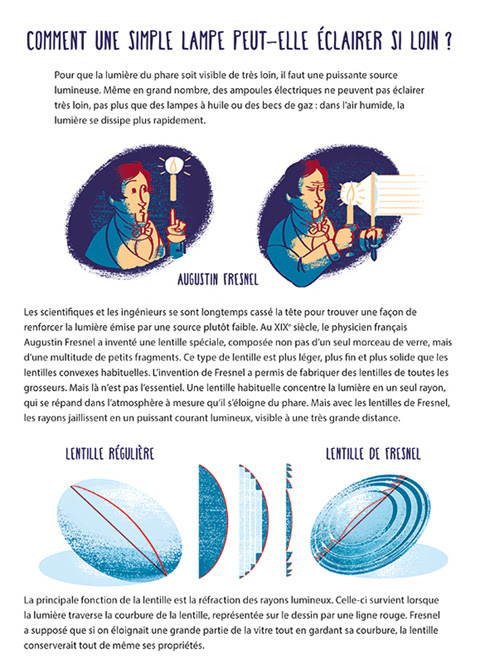 COMMENT UNE SIMPLE LAMPE PEUT-ELLE ÉCLAIRER SI LOIN ?
Pour que la lumière du phare soit visible de très loin, il faut une puissante source
lumineuse. Même en grand nombre, des ampoules électriques ne peuvent pas éclairer
très loin, pas plus que des lampes à huile ou des becs de gaz : dans l'air humide, la
lumière se dissipe plus rapidement.
AUGUSTIN FRESNEL
Les scientifiques et les ingénieurs se sont longtemps cassé la tête pour trouver une façon de
renforcer la lumière émise par une source plutôt faible. Au XIXe siècle, le physicien français
Augustin Fresnel a inventé une lentille spéciale, composée non pas d'un seul morceau de verre, mais
d'une multitude de petits fragments. Ce type de lentille est plus léger, plus fin et plus solide que les
lentilles convexes habituelles. L'invention de Fresnel a permis de fabriquer des lentilles de toutes les
grosseurs. Mais là n'est pas l'essentiel. Une lentille habituelle concentre la lumière en un seul rayon,
qui se répand dans l'atmosphère à mesure qu'il s'éloigne du phare. Mais avec les lentilles de Fresnel,
les rayons jaillissent en un puissant courant lumineux, visible à une très grande distance.
LENTILLE RÉGULIÈRE
LENTILLE DE FRESNEL
La principale fonction de la lentille est la réfraction des rayons lumineux. Celle-ci survient lorsque
la lumière traverse la courbure de la lentille, représentée sur le dessin par une ligne rouge. Fresnel
a supposé que si on éloignait une grande partie de la vitre tout en gardant sa courbure, la lentille
conserverait tout de même ses propriétés.